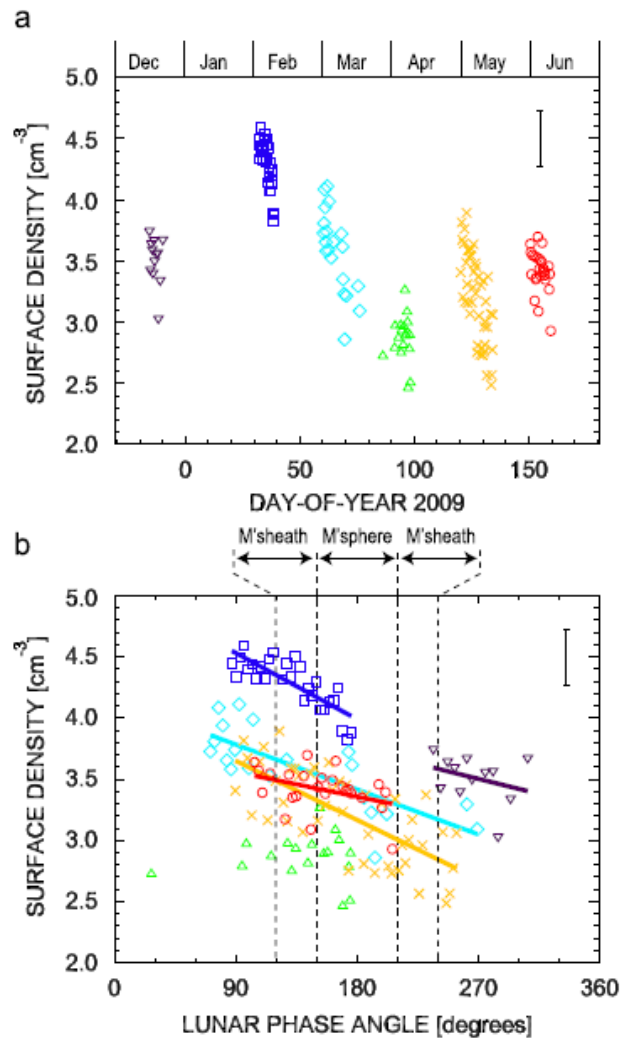 a
Dec Jan Feb Mar Apr May Jun
5.0
4.5
4.0
3.5
3.0
2.5
2.0
SURFACE DENSITY [cm-3]
0 50 100 150
DAY-OF-YEAR 2009
M'sheath M'sphere M'sheath
b
5.0
4.5
4.0
3.5
3.0
2.5
2.0
SURFACE DENSITY [cm-3]
0 90 180 270 360
LUNAR PHASE ANGLE [degrees]